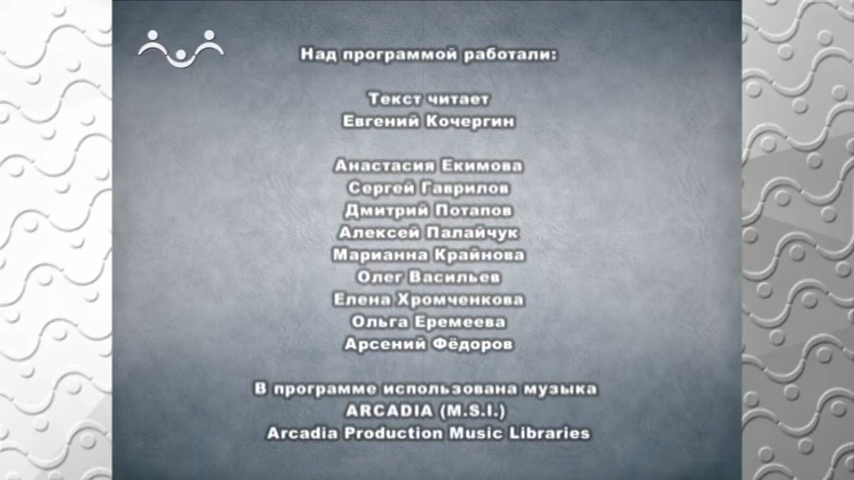 Над программой работали:
Текст читает
Евгений Кочергин
Анастасия Екимова
Сергей Гаврилов
Дмитрий Потапов
Алексей Палайчук
Марианна Крайнова
Олег Васильев
Елена Хромченкова
Ольга Еремеева
Арсений Фёдоров
В программе использована музыка
ARCADIA (M.S.I.)
Arcadia Production Music Libraries